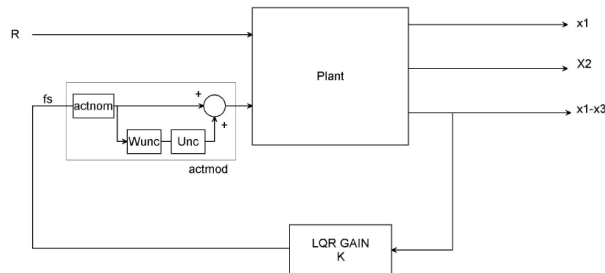 x1
R
X2
Plant
fs
actnom
+
x1-x3
+
Wunc
Unc
actmod
LQR GAIN
K